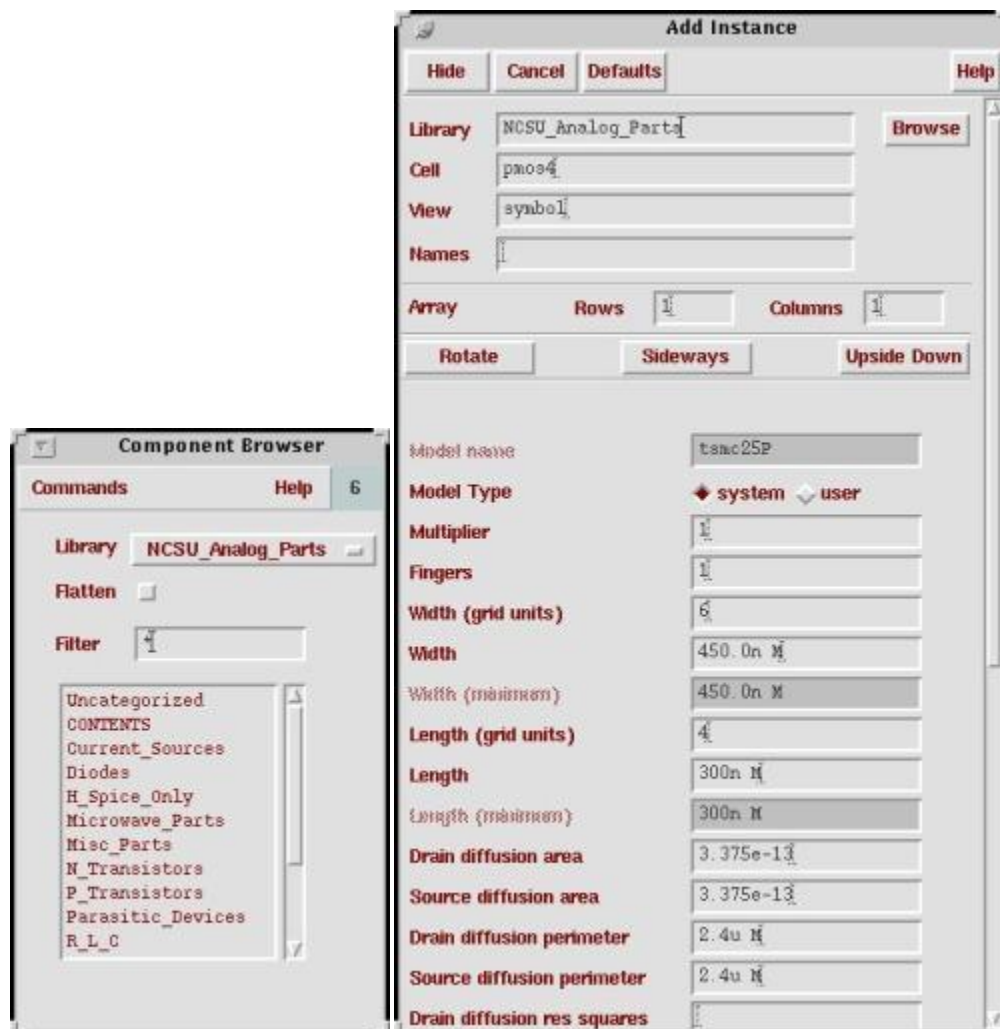 Add Instance
Hide Cancel Defaults Help
Library NCSU_Analog_Parts Browse
Cell pmos4
View symbol
Names
Array Rows 1 Columns 1
Rotate Sideways Upside Down
Model name tsmc25P
Model Type system user
Multiplier 1
Fingers 1
Width (grid units) 6
Width 450.0n M
Width (minimum) 450.0n M
Length (grid units) 4
Length 300n M
Length (minimum) 300n M
Drain diffusion area 3.375e-13
Source diffusion area 3.375e-13
Drain diffusion perimeter 2.4u M
Source diffusion perimeter 2.4u M
Drain diffusion res squares
Component Browser
Commands Help 6
Library NCSU_Analog_Parts
Flatten
Filter *
Uncategorized
CONTENTS
Current_Sources
Diodes
H_Spice_Only
Microwave_Parts
Misc_Parts
N_Transistors
P_Transistors
Parasitic_Devices
R_L_C